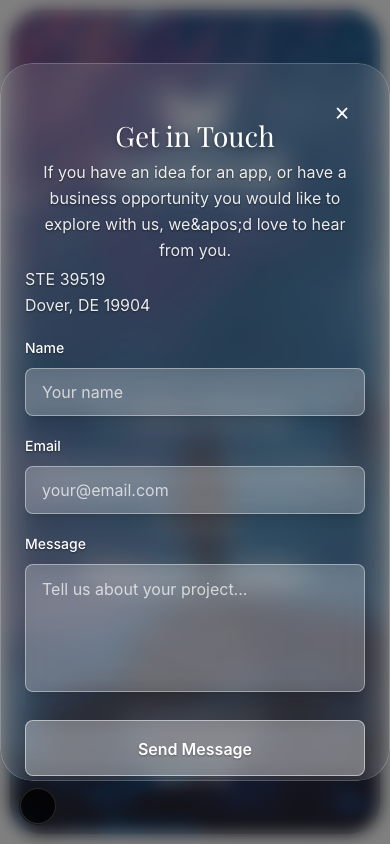 ×
Get in Touch
If you have an idea for an app, or have a
business opportunity you would like to
explore with us, we&apos;d love to hear
from you.
STE 39519
Dover, DE 19904
Name
Your name
Email
your@email.com
Message
Tell us about your project...
Send Message